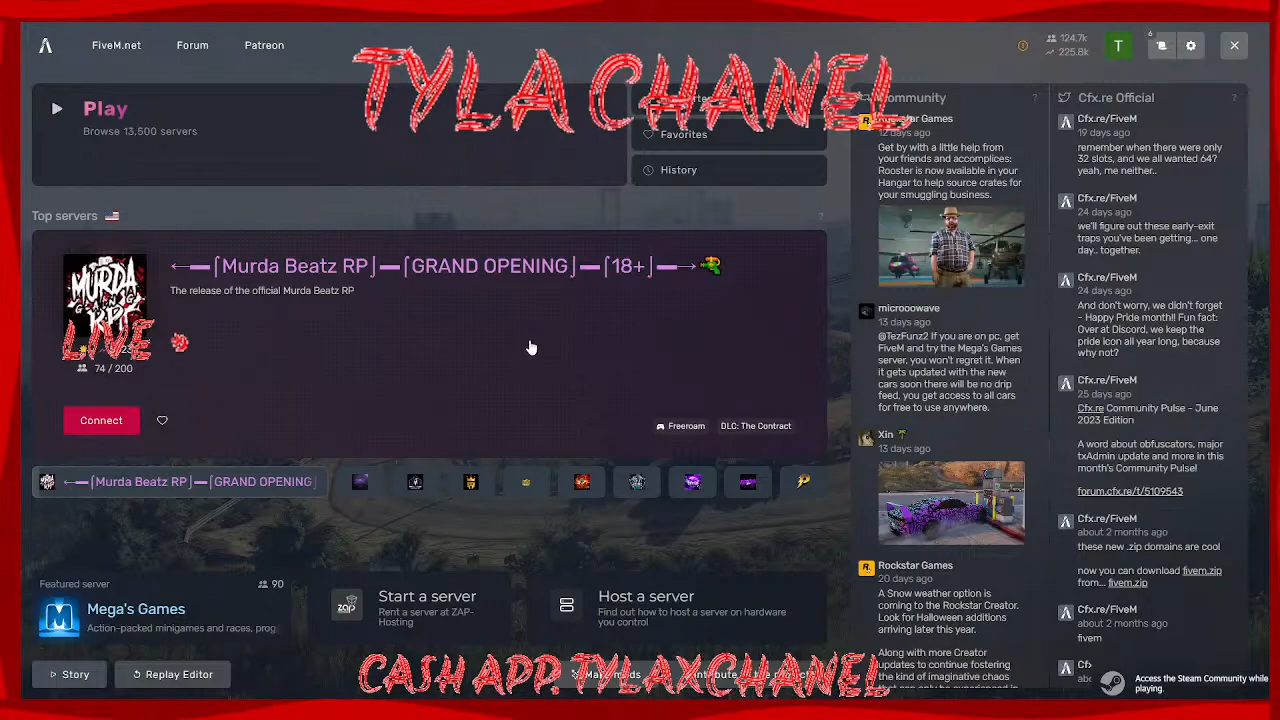 FiveM.net
Forum
Patreon
124.7k
225.8k
T
6
TYLA CHANEL
Play
Browse 13,500 servers
Favorites
History
Top servers
?
MURDA
GANG
RP
LIVE
74 / 200
←━⌠Murda Beatz RP⌡━⌠GRAND OPENING⌡━⌠18+⌡━→
The release of the official Murda Beatz RP
Connect
Freeroam
DLC: The Contract
←━⌠Murda Beatz RP⌡━⌠GRAND OPENING⌡
Featured server
90
Mega's Games
Action-packed minigames and races, prog
Start a server
Rent a server at ZAP-
Hosting
Host a server
Find out how to host a server on hardware
you control
Story
Replay Editor
CASH APP. TYLAXCHANEL
Community
?
12 days ago
Get by with a little help from
your friends and accomplices:
Rooster is now available in your
Hangar to help source crates for
your smuggling business.
microoowave
13 days ago
@TezFunz2 If you are on pc, get
FiveM and try the Mega's Games
server, you won't regret it. When
it gets updated with the new
cars soon there will be no drip
feed, you get access to all cars
for free to use anywhere.
Xin
13 days ago
Rockstar Games
20 days ago
A Snow weather option is
coming to the Rockstar Creator.
Look for Halloween additions
arriving later this year.
Along with more Creator
updates to continue fostering
the kind of imaginative chaos
Cfx.re Official
?
Cfx.re/FiveM
19 days ago
remember when there were only
32 slots, and we all wanted 64?
yeah, me neither..
Cfx.re/FiveM
24 days ago
we'll figure out these early-exit
traps you've been getting... one
day.. together.
Cfx.re/FiveM
24 days ago
And don't worry, we didn't forget
- Happy Pride month!! Fun fact:
Over at Discord, we keep the
pride icon all year long, because
why not?
Cfx.re/FiveM
25 days ago
Cfx.re Community Pulse - June
2023 Edition
A word about obfuscators, major
txAdmin update and more in this
month's Community Pulse!
forum.cfx.re/t/5109543
Cfx.re/FiveM
about 2 months ago
these new .zip domains are cool
now you can download fivem.zip
from... fivem.zip
Cfx.re/FiveM
about 2 months ago
fivem
Cfx
Access the Steam Community while
playing.